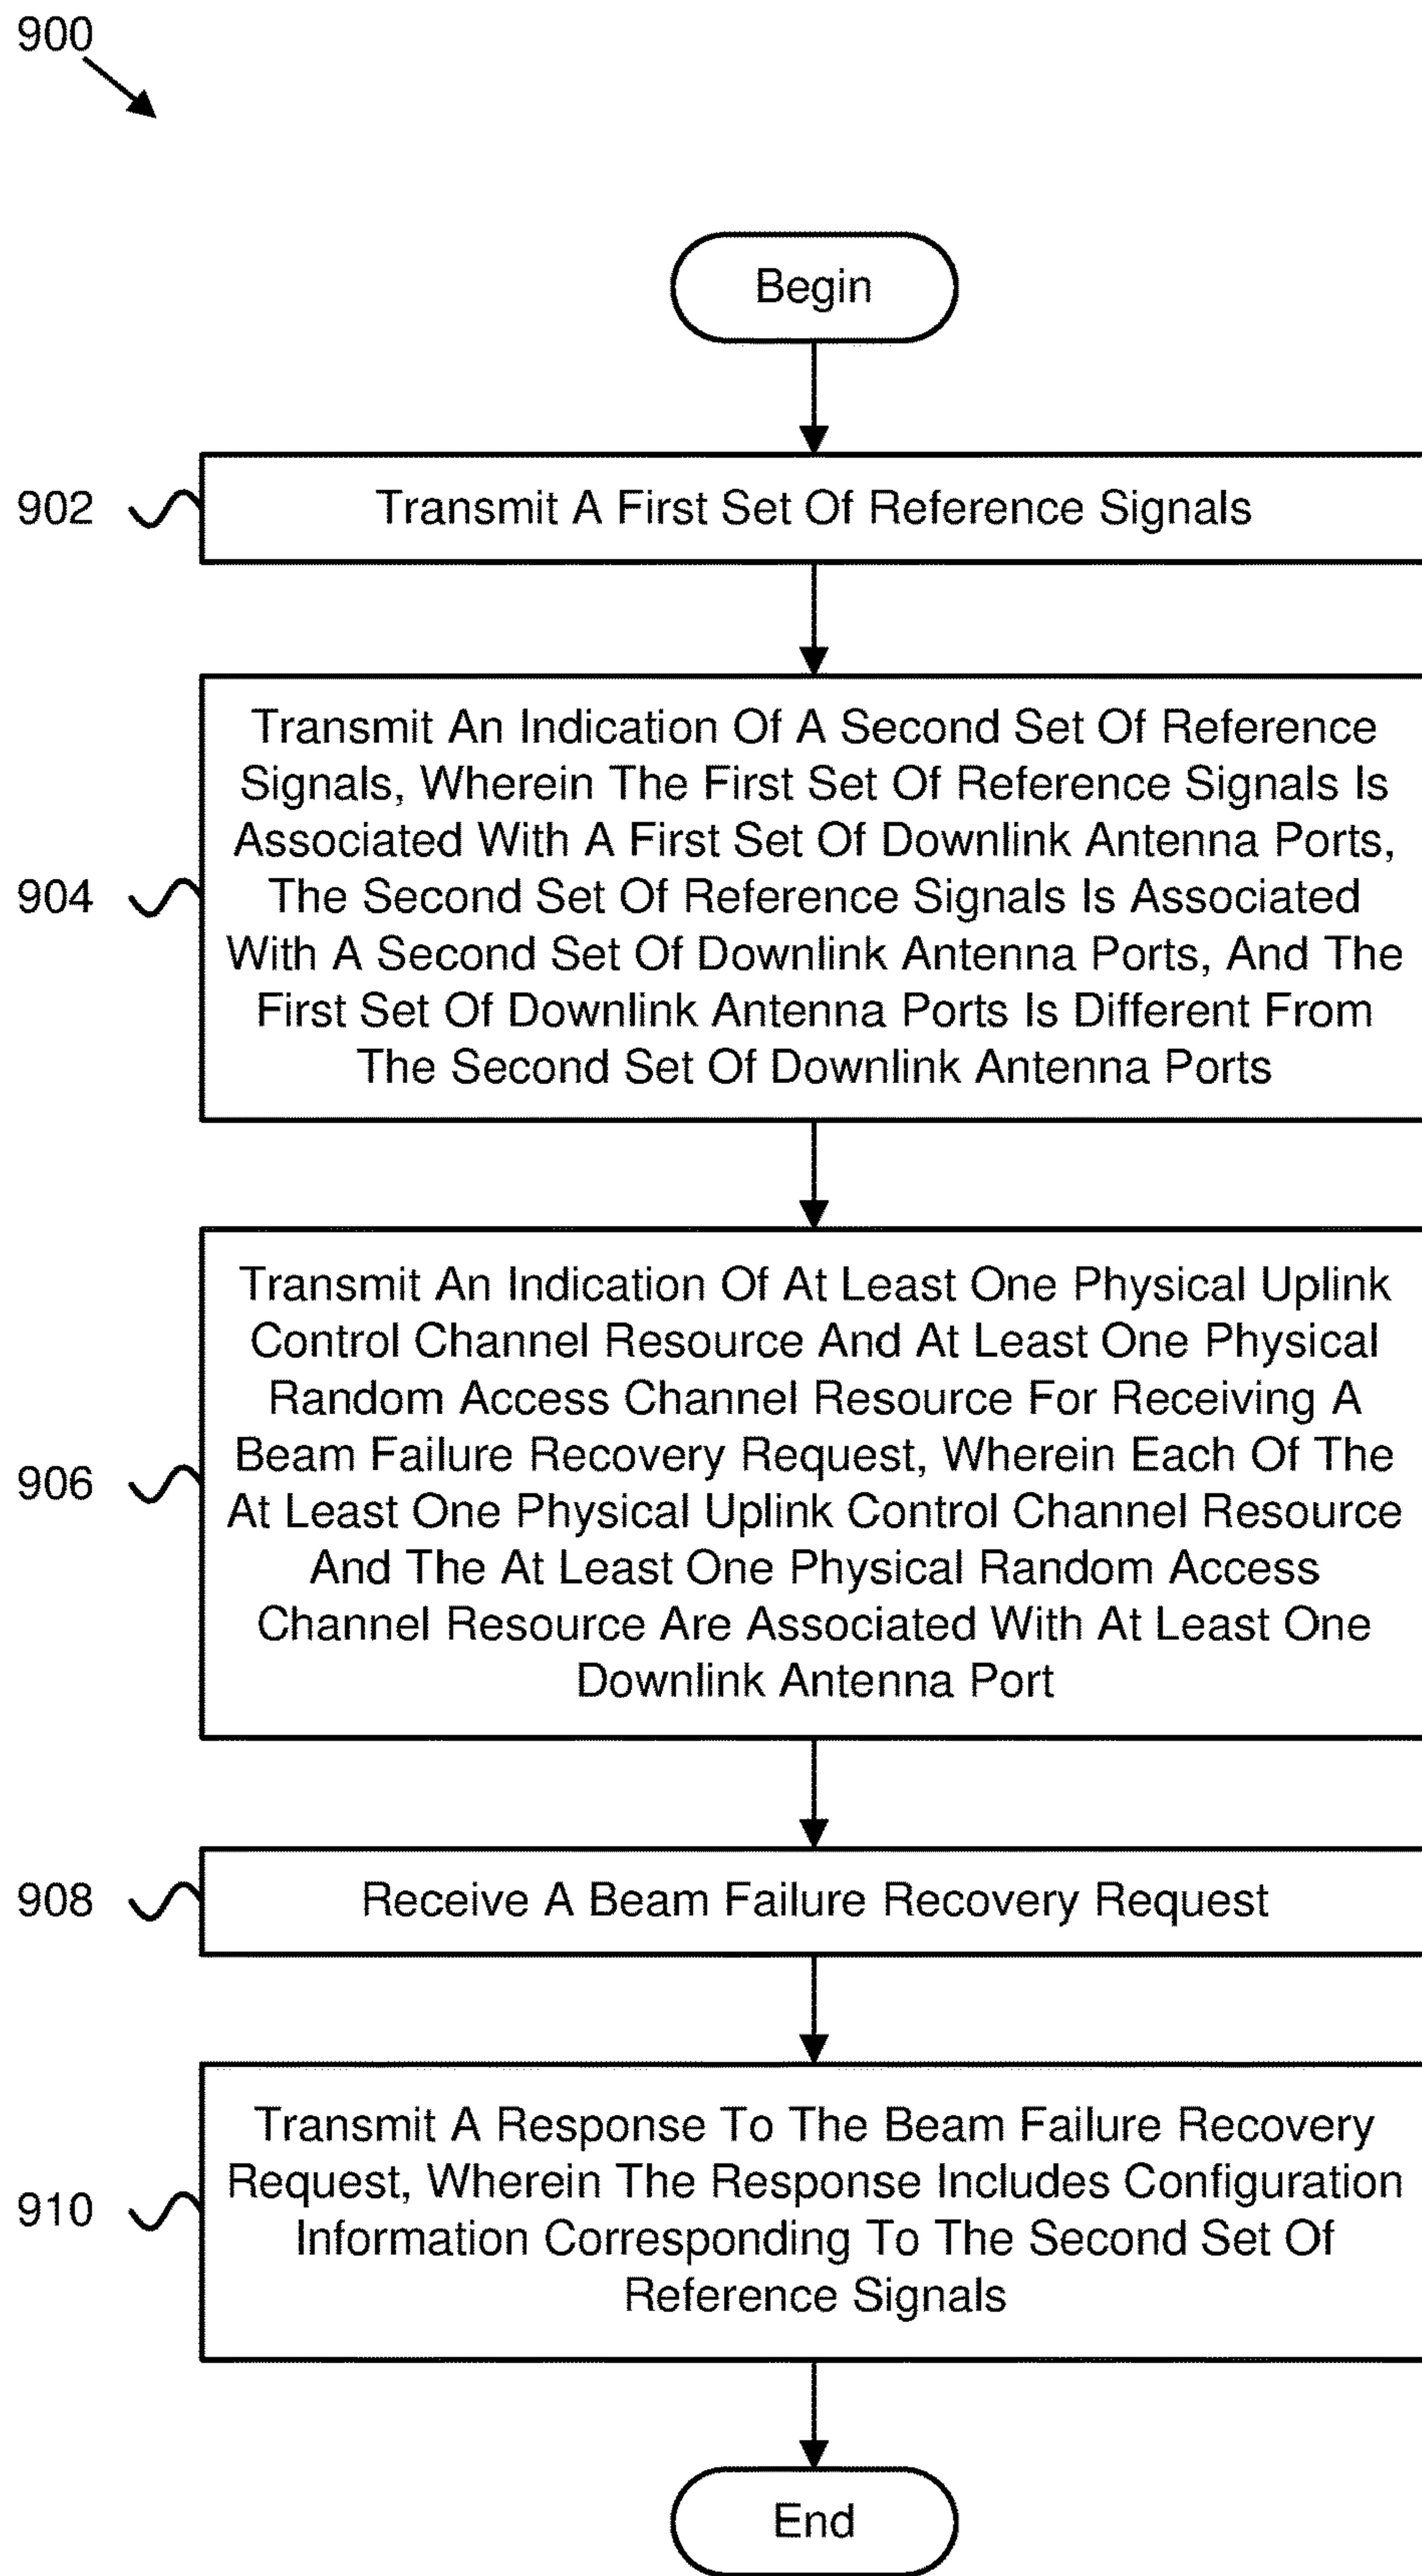 900
Begin
902
Transmit A First Set Of Reference Signals
904
Transmit An Indication Of A Second Set Of Reference
Signals, Wherein The First Set Of Reference Signals Is
Associated With A First Set Of Downlink Antenna Ports,
The Second Set Of Reference Signals Is Associated
With A Second Set Of Downlink Antenna Ports, And The
First Set Of Downlink Antenna Ports Is Different From
The Second Set Of Downlink Antenna Ports
906
Transmit An Indication Of At Least One Physical Uplink
Control Channel Resource And At Least One Physical
Random Access Channel Resource For Receiving A
Beam Failure Recovery Request, Wherein Each Of The
At Least One Physical Uplink Control Channel Resource
And The At Least One Physical Random Access
Channel Resource Are Associated With At Least One
Downlink Antenna Port
908
Receive A Beam Failure Recovery Request
910
Transmit A Response To The Beam Failure Recovery
Request, Wherein The Response Includes Configuration
Information Corresponding To The Second Set Of
Reference Signals
End